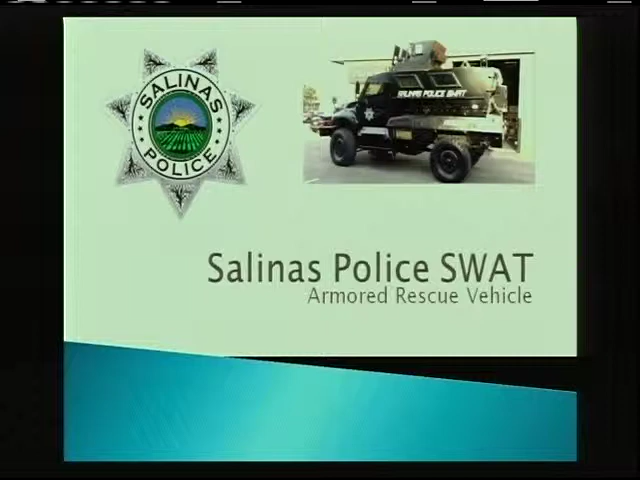 SALINAS
POLICE
SALINAS POLICE SWAT
Salinas Police SWAT
Armored Rescue Vehicle